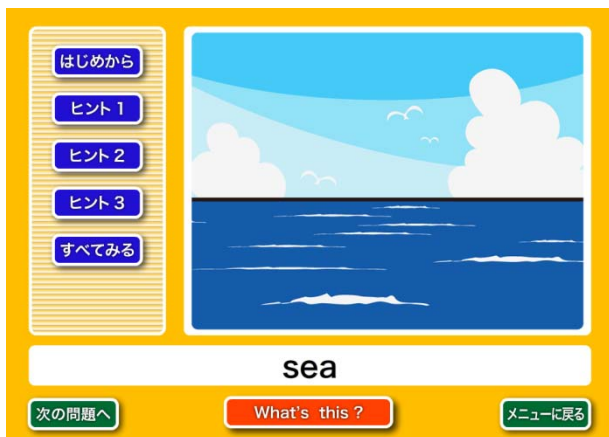 はじめから
ヒント 1
ヒント 2
ヒント 3
すべてみる
sea
次の問題へ
What's this ?
メニューに戻る